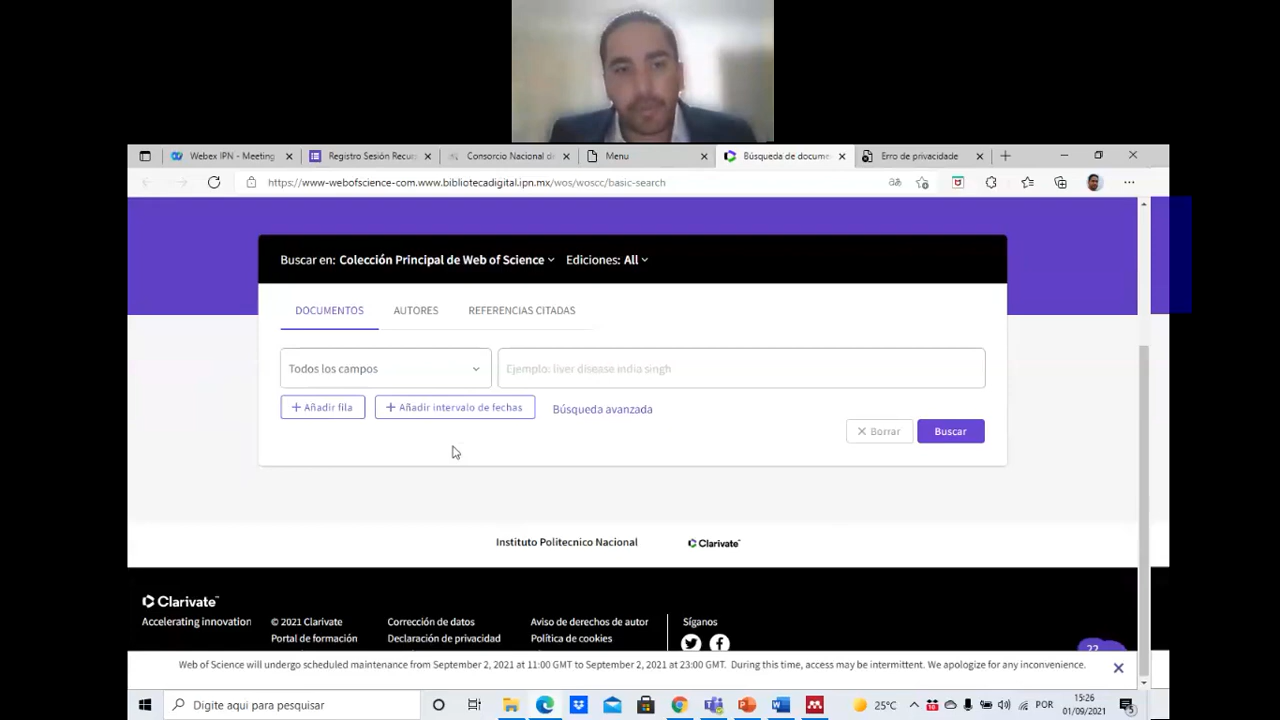 Webex IPN - Meeting
Registro Sesión Recu
Consorcio Nacional de
Menu
Búsqueda de docume
Erro de privacidade
https://www-webofscience-com.www.bibliotecadigital.ipn.mx/wos/woscc/basic-search
Buscar en: Colección Principal de Web of Science Ediciones: All
DOCUMENTOS AUTORES REFERENCIAS CITADAS
Todos los campos
Ejemplo: liver disease india singh
+ Añadir fila
+ Añadir intervalo de fechas
Búsqueda avanzada
× Borrar
Buscar
Instituto Politecnico Nacional
Clarivate™
Clarivate™
Accelerating innovation
© 2021 Clarivate
Portal de formación
Corrección de datos
Declaración de privacidad
Aviso de derechos de autor
Política de cookies
Síganos
22
Web of Science will undergo scheduled maintenance from September 2, 2021 at 11:00 GMT to September 2, 2021 at 23:00 GMT. During this time, access may be intermittent. We apologize for any inconvenience.
Digite aqui para pesquisar
25°C
POR
15:26
01/09/2021